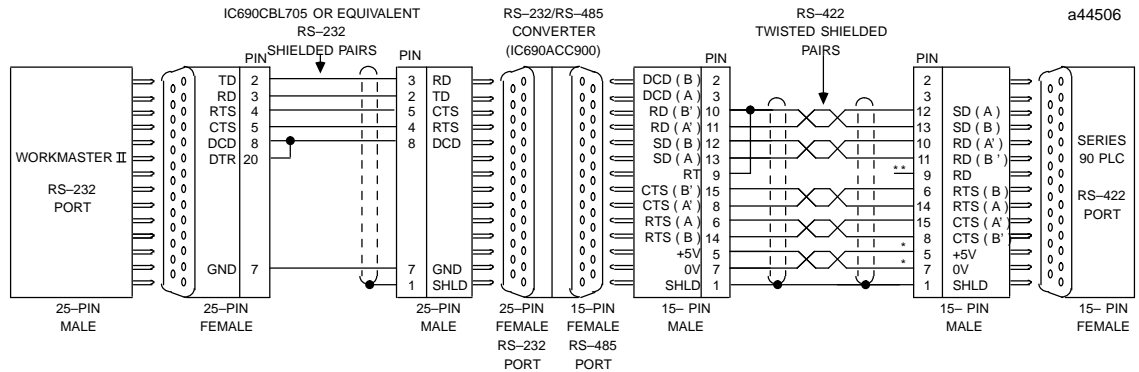 IC690CBL705 OR EQUIVALENT
RS–232
SHIELDED PAIRS
RS–232/RS–485
CONVERTER
(IC690ACC900)
RS–422
TWISTED SHIELDED
PAIRS
a44506
WORKMASTER II
RS–232
PORT
25–PIN
MALE
PIN
TD 2
RD 3
RTS 4
CTS 5
DCD 8
DTR 20
GND 7
25–PIN
FEMALE
PIN
3 RD
2 TD
5 CTS
4 RTS
8 DCD
7 GND
1 SHLD
25–PIN
MALE
25–PIN
FEMALE
RS–232
PORT
15–PIN
FEMALE
RS–485
PORT
PIN
DCD ( B ) 2
DCD ( A ) 3
RD ( B' ) 10
RD ( A' ) 11
SD ( B ) 12
SD ( A ) 13
RT 9
CTS ( B' ) 15
CTS ( A' ) 8
RTS ( A ) 6
RTS ( B ) 14
+5V 5
0V 7
SHLD 1
15– PIN
MALE
PIN
2
3
12 SD ( A )
13 SD ( B )
10 RD ( A' )
11 RD ( B ' )
** 9 RD
6 RTS ( B )
14 RTS ( A )
15 CTS ( A' )
8 CTS ( B' )
* 5 +5V
* 7 0V
1 SHLD
15– PIN
MALE
SERIES
90 PLC
RS–422
PORT
15– PIN
FEMALE